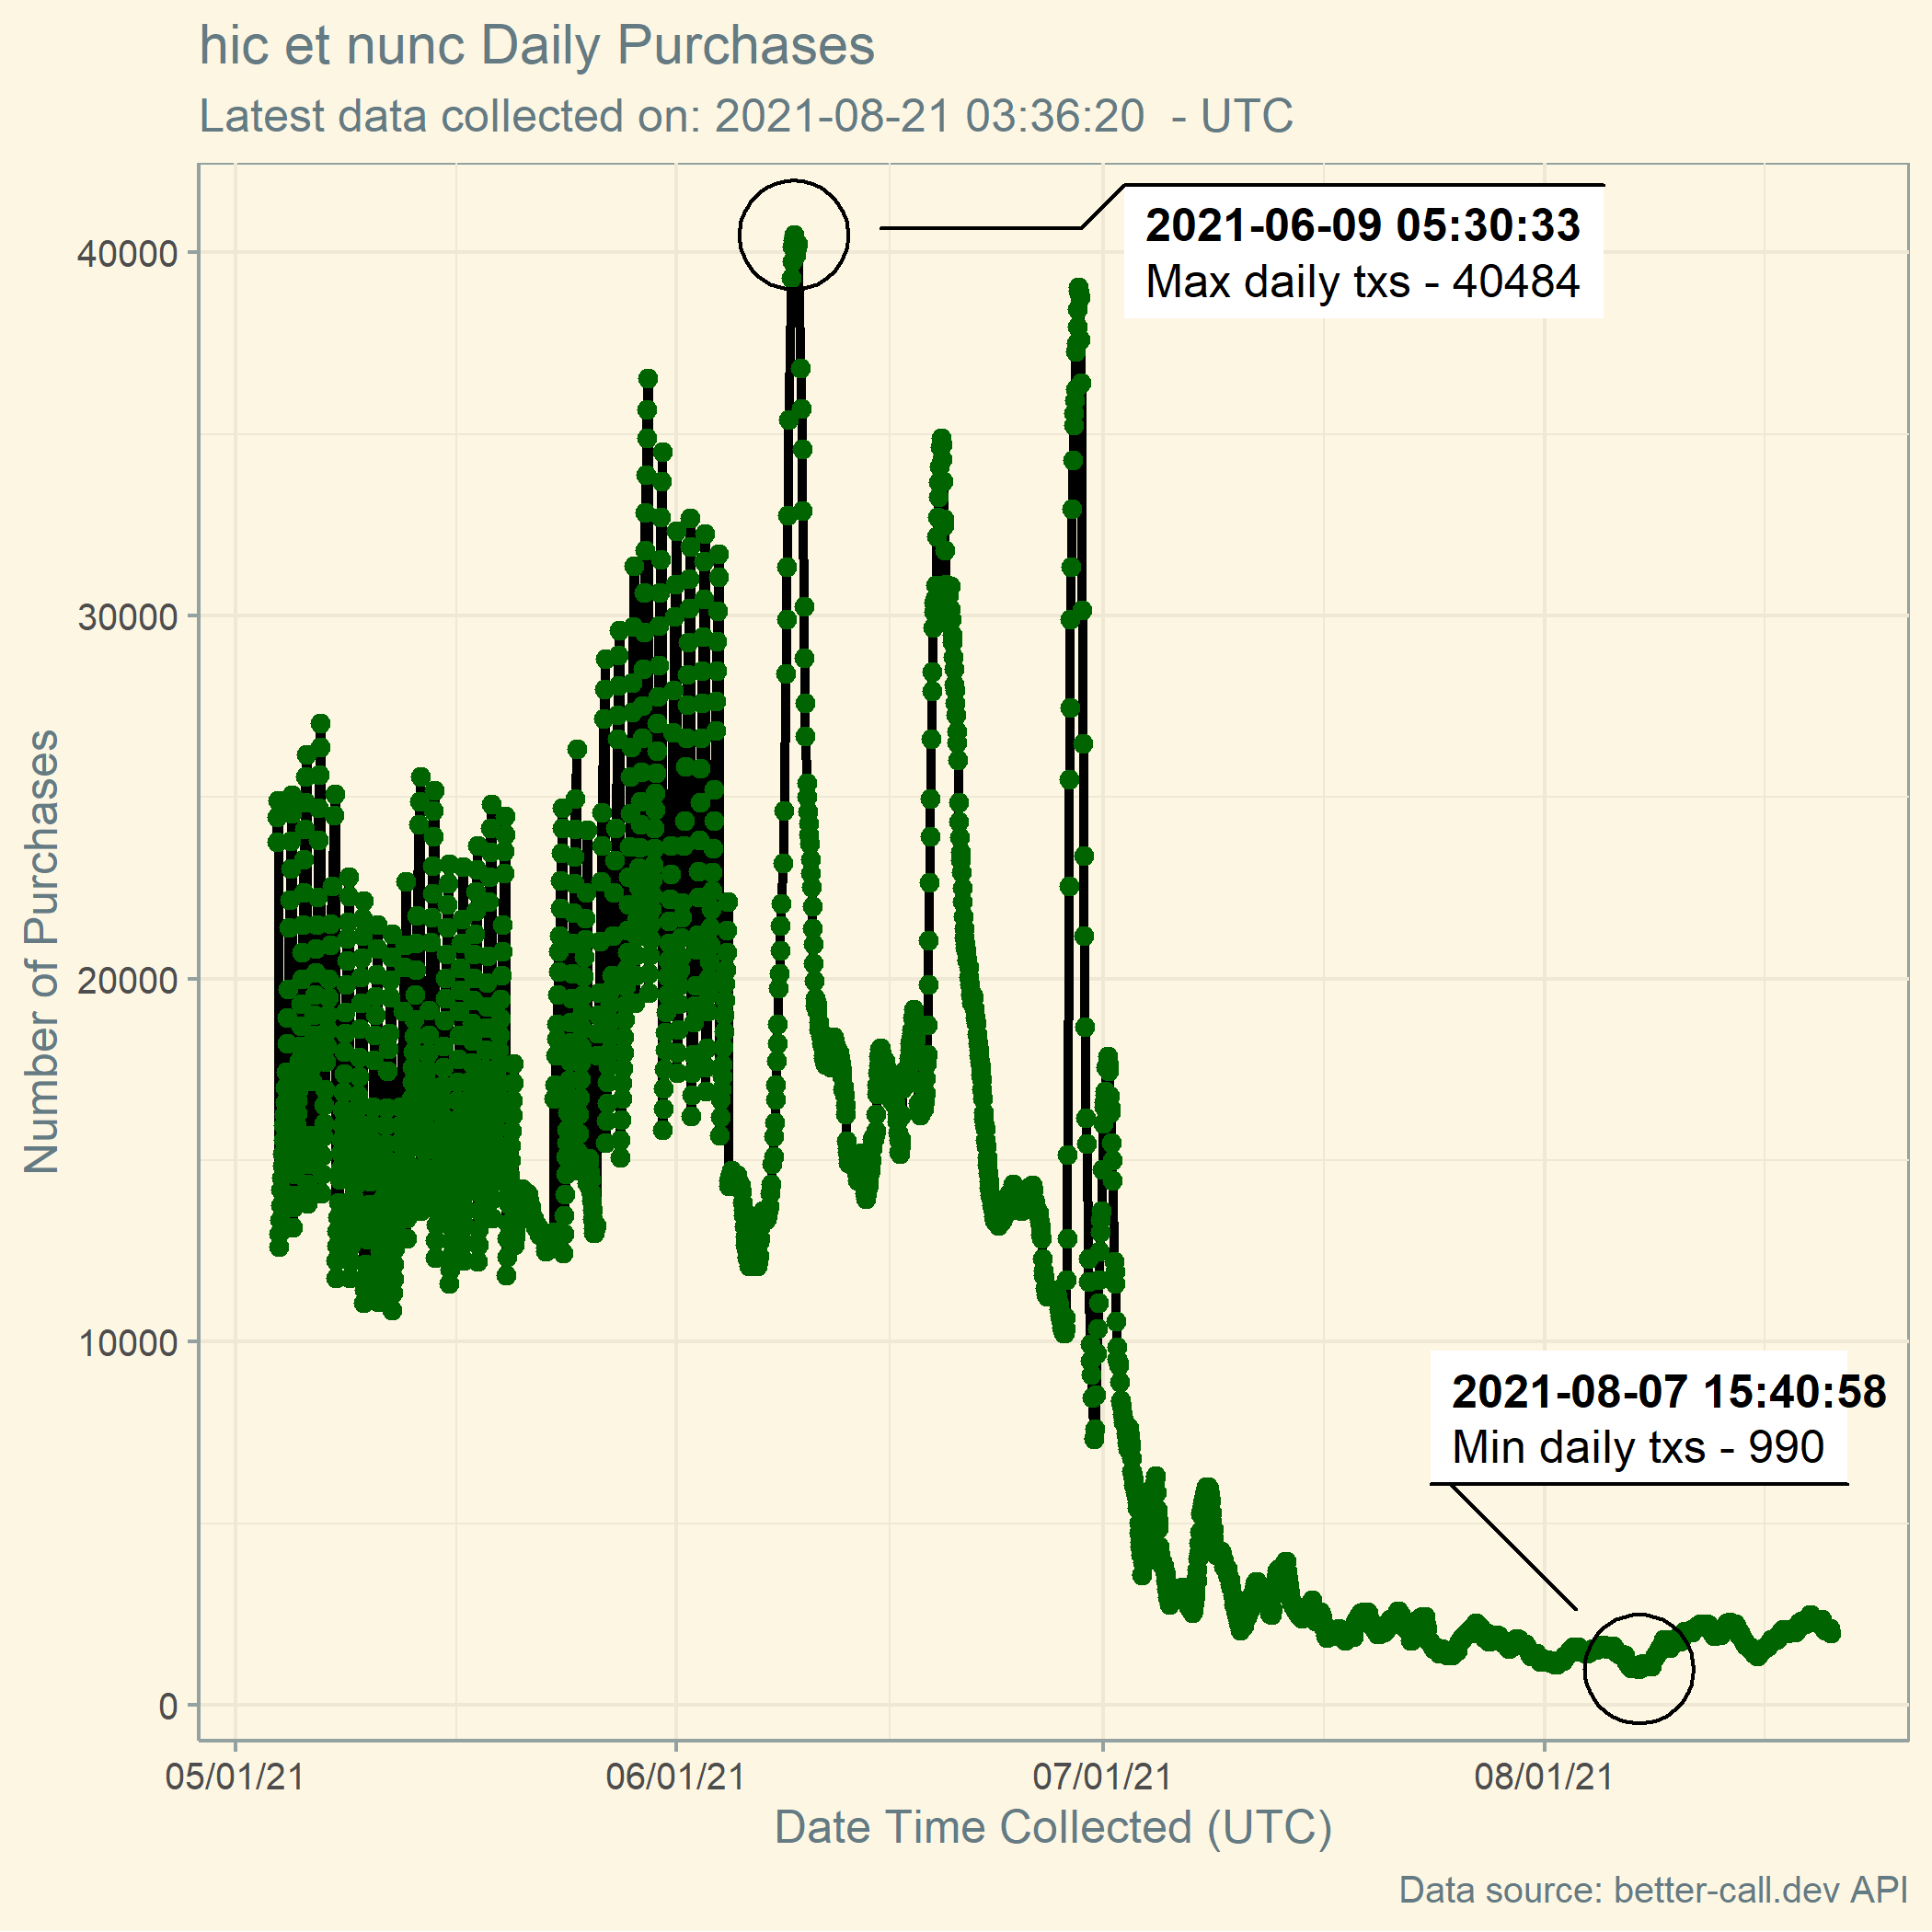 hic et nunc Daily Purchases
Latest data collected on: 2021-08-21 03:36:20  - UTC
2021-06-09 05:30:33
Max daily txs - 40484
40000
30000
20000
10000
0
Number of Purchases
2021-08-07 15:40:58
Min daily txs - 990
05/01/21 06/01/21 07/01/21 08/01/21
Date Time Collected (UTC)
Data source: better-call.dev API